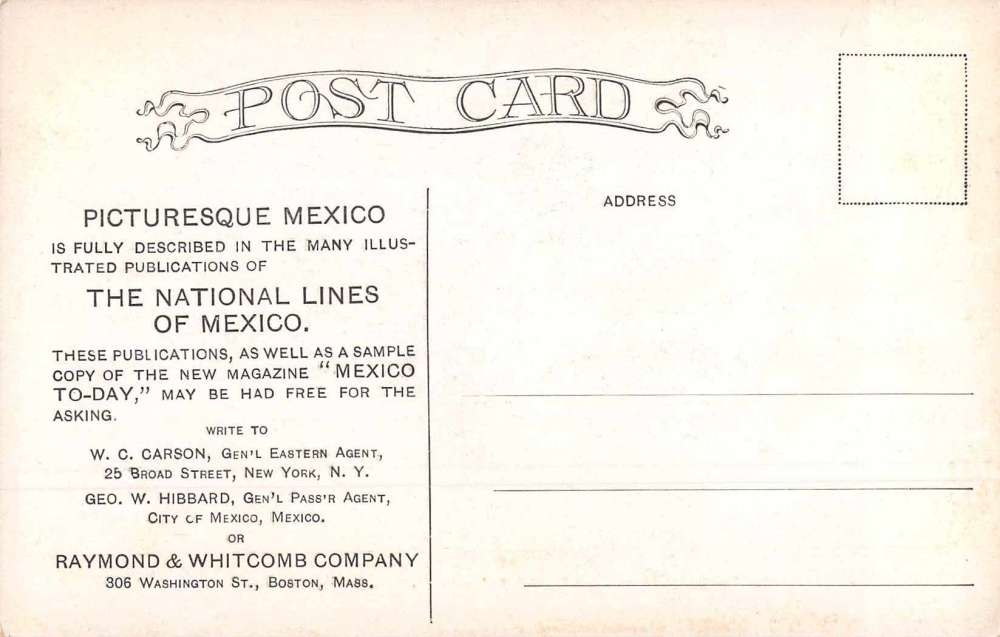 POST CARD
PICTURESQUE MEXICO
IS FULLY DESCRIBED IN THE MANY ILLUS-
TRATED PUBLICATIONS OF
THE NATIONAL LINES
OF MEXICO.
THESE PUBLICATIONS, AS WELL AS A SAMPLE
COPY OF THE NEW MAGAZINE "MEXICO
TO-DAY," MAY BE HAD FREE FOR THE
ASKING.
WRITE TO
W. C. CARSON, GEN'L EASTERN AGENT,
25 BROAD STREET, NEW YORK, N. Y.
GEO. W. HIBBARD, GEN'L PASS'R AGENT,
CITY OF MEXICO, MEXICO.
OR
RAYMOND & WHITCOMB COMPANY
306 WASHINGTON ST., BOSTON, MASS.
ADDRESS